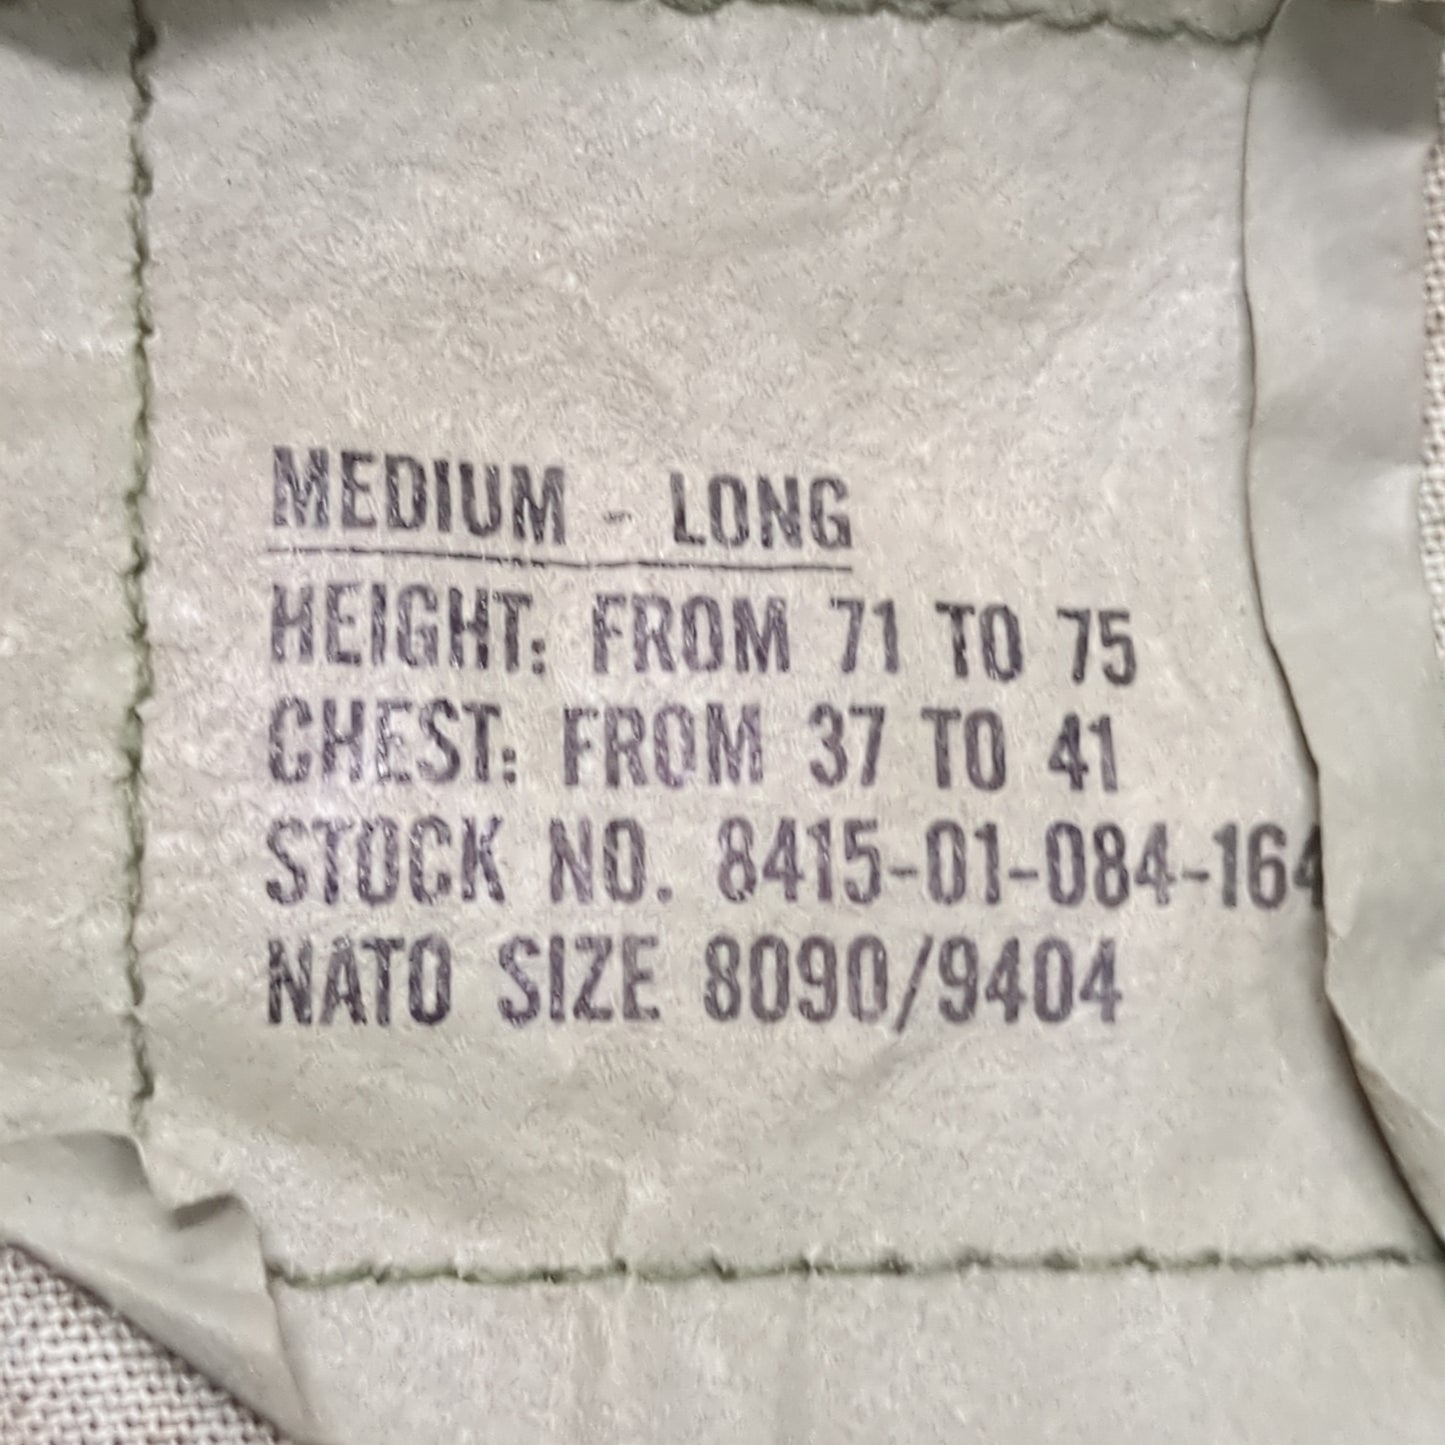 MEDIUM - LONG
HEIGHT: FROM 71 TO 75
CHEST: FROM 37 TO 41
STOCK NO. 8415-01-084-164
NATO SIZE 8090/9404